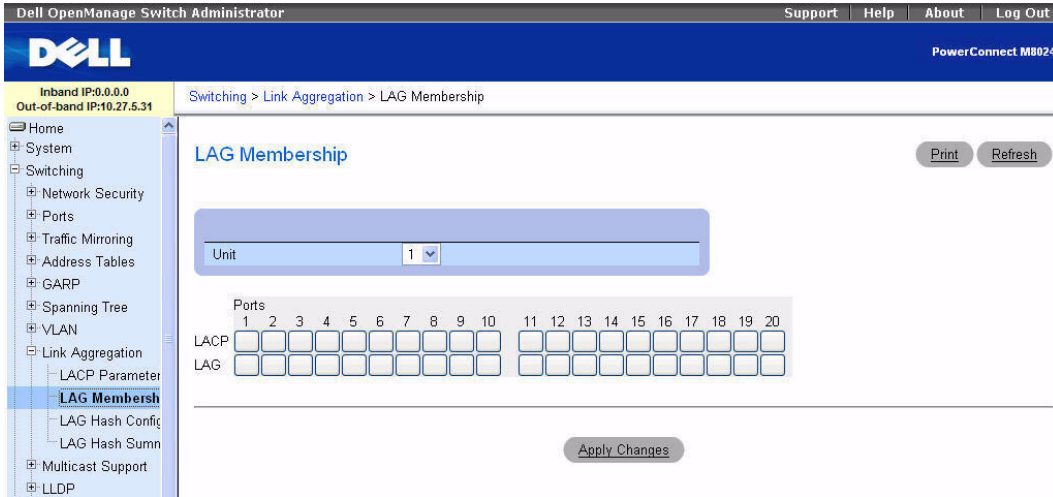 Dell OpenManage Switch Administrator
Support Help About Log Out
DELL
PowerConnect M8024
Inband IP:0.0.0.0
Out-of-band IP:10.27.5.31
Switching > Link Aggregation > LAG Membership
Home
System
Switching
Network Security
Ports
Traffic Mirroring
Address Tables
GARP
Spanning Tree
VLAN
Link Aggregation
LACP Parameter
LAG Membersh
LAG Hash Config
LAG Hash Summ
Multicast Support
LLDP
LAG Membership
Print Refresh
Unit 1
Ports
1 2 3 4 5 6 7 8 9 10 11 12 13 14 15 16 17 18 19 20
LACP
LAG
Apply Changes